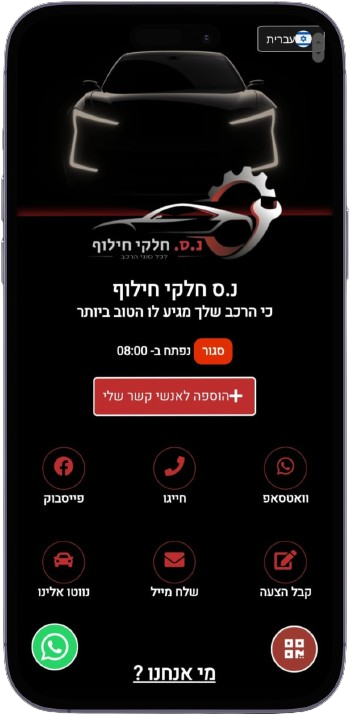 עברית
נ.ס. חלקי חילוף
לכל סוגי הרכב
נ.ס חלקי חילוף
כי הרכב שלך מגיע לו הטוב ביותר
סגור נפתח ב- 08:00
הוספה לאנשי קשר שלי
וואטסאפ
חייגו
פייסבוק
קבל הצעה
שלח מייל
נווטו אלינו
מי אנחנו ?